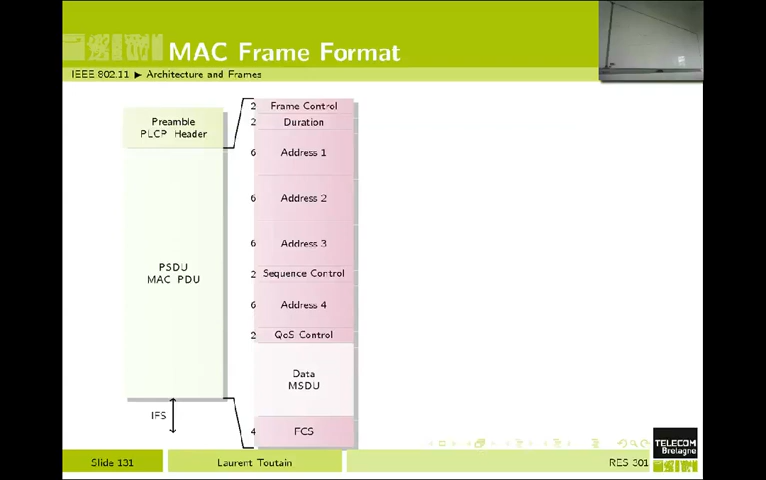 MAC Frame Format
IEEE 802.11 ▶ Architecture and Frames
Preamble
PLCP Header
PSDU
MAC PDU
IFS
2 Frame Control
2 Duration
6 Address 1
6 Address 2
6 Address 3
2 Sequence Control
6 Address 4
2 QoS Control
Data
MSDU
4 FCS
TELECOM
Bretagne
Slide 131
Laurent Toutain
RES 301